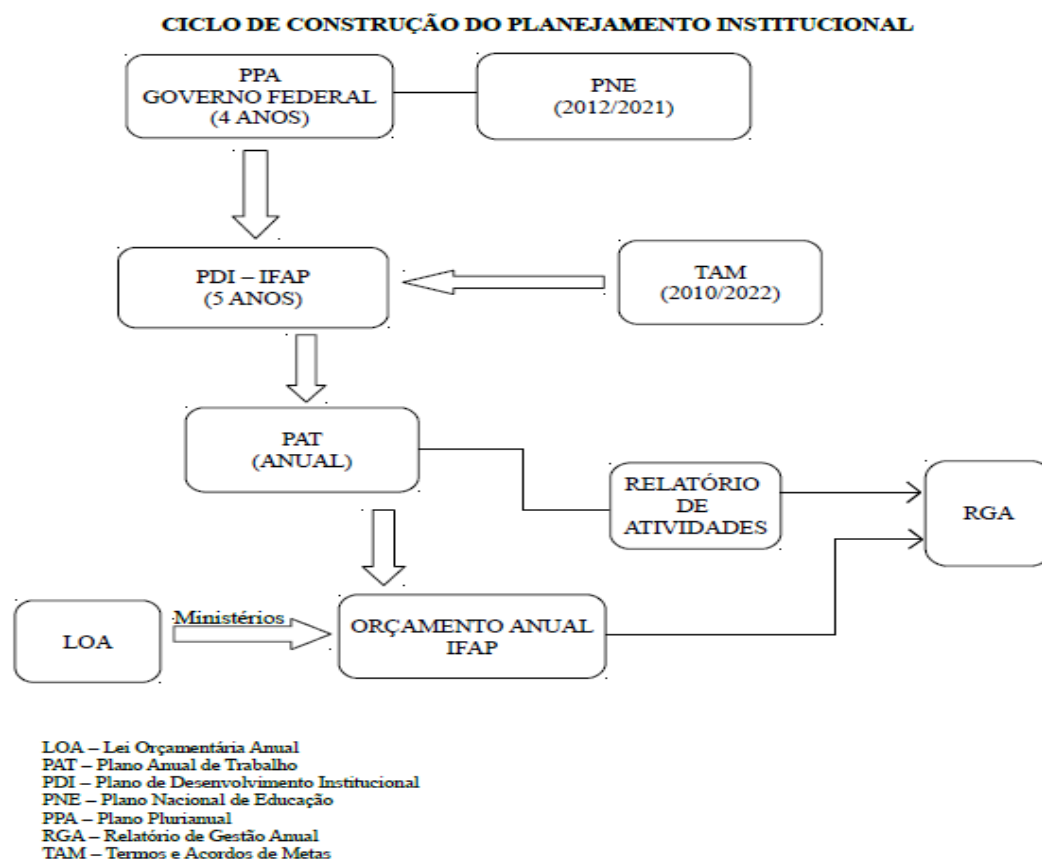 CICLO DE CONSTRUÇÃO DO PLANEJAMENTO INSTITUCIONAL
PPA
GOVERNO FEDERAL
(4 ANOS)
PNE
(2012/2021)
PDI – IFAP
(5 ANOS)
TAM
(2010/2022)
PAT
(ANUAL)
RELATÓRIO
DE
ATIVIDADES
RGA
LOA
Ministérios
ORÇAMENTO ANUAL
IFAP
LOA – Lei Orçamentária Anual
PAT – Plano Anual de Trabalho
PDI – Plano de Desenvolvimento Institucional
PNE – Plano Nacional de Educação
PPA – Plano Plurianual
RGA – Relatório de Gestão Anual
TAM – Termos e Acordos de Metas